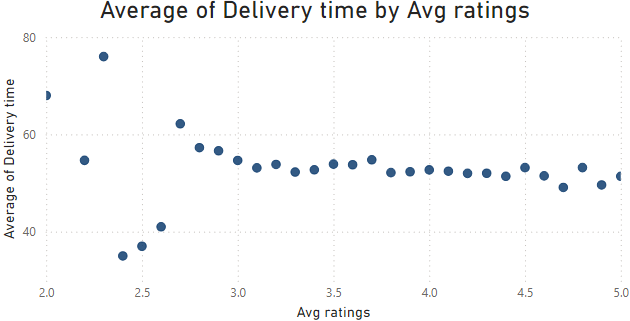 Average of Delivery time by Avg ratings
Average of Delivery time
80
60
40
2.0 2.5 3.0 3.5 4.0 4.5 5.0
Avg ratings